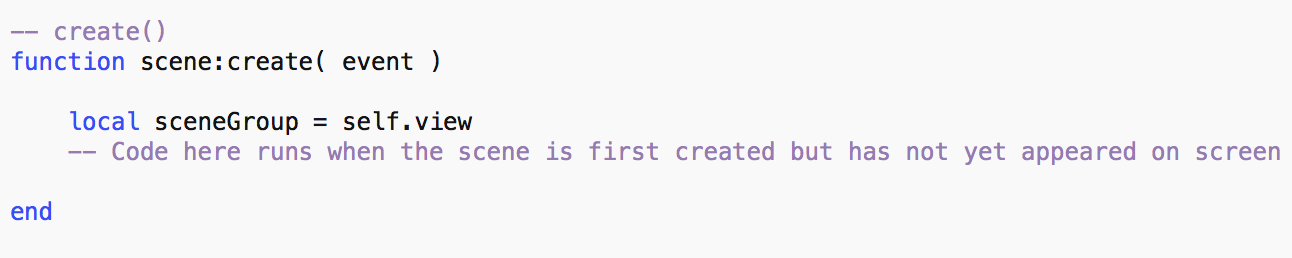 -- create()
function scene:create( event )
    local sceneGroup = self.view
    -- Code here runs when the scene is first created but has not yet appeared on screen
end